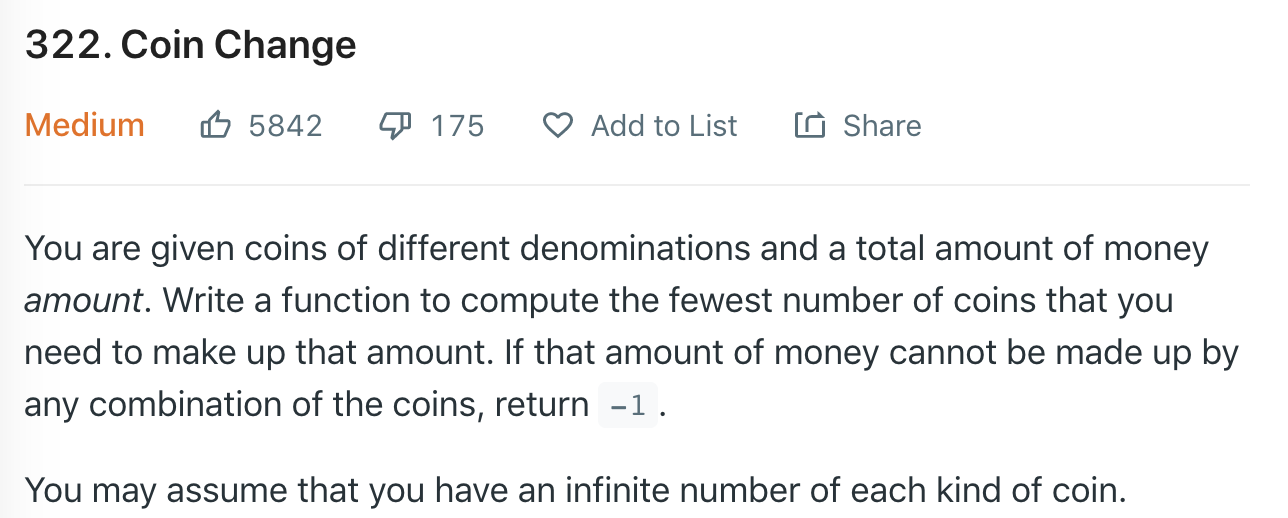 322. Coin Change
Medium 5842 175 Add to List Share
You are given coins of different denominations and a total amount of money
amount. Write a function to compute the fewest number of coins that you
need to make up that amount. If that amount of money cannot be made up by
any combination of the coins, return -1 .
You may assume that you have an infinite number of each kind of coin.